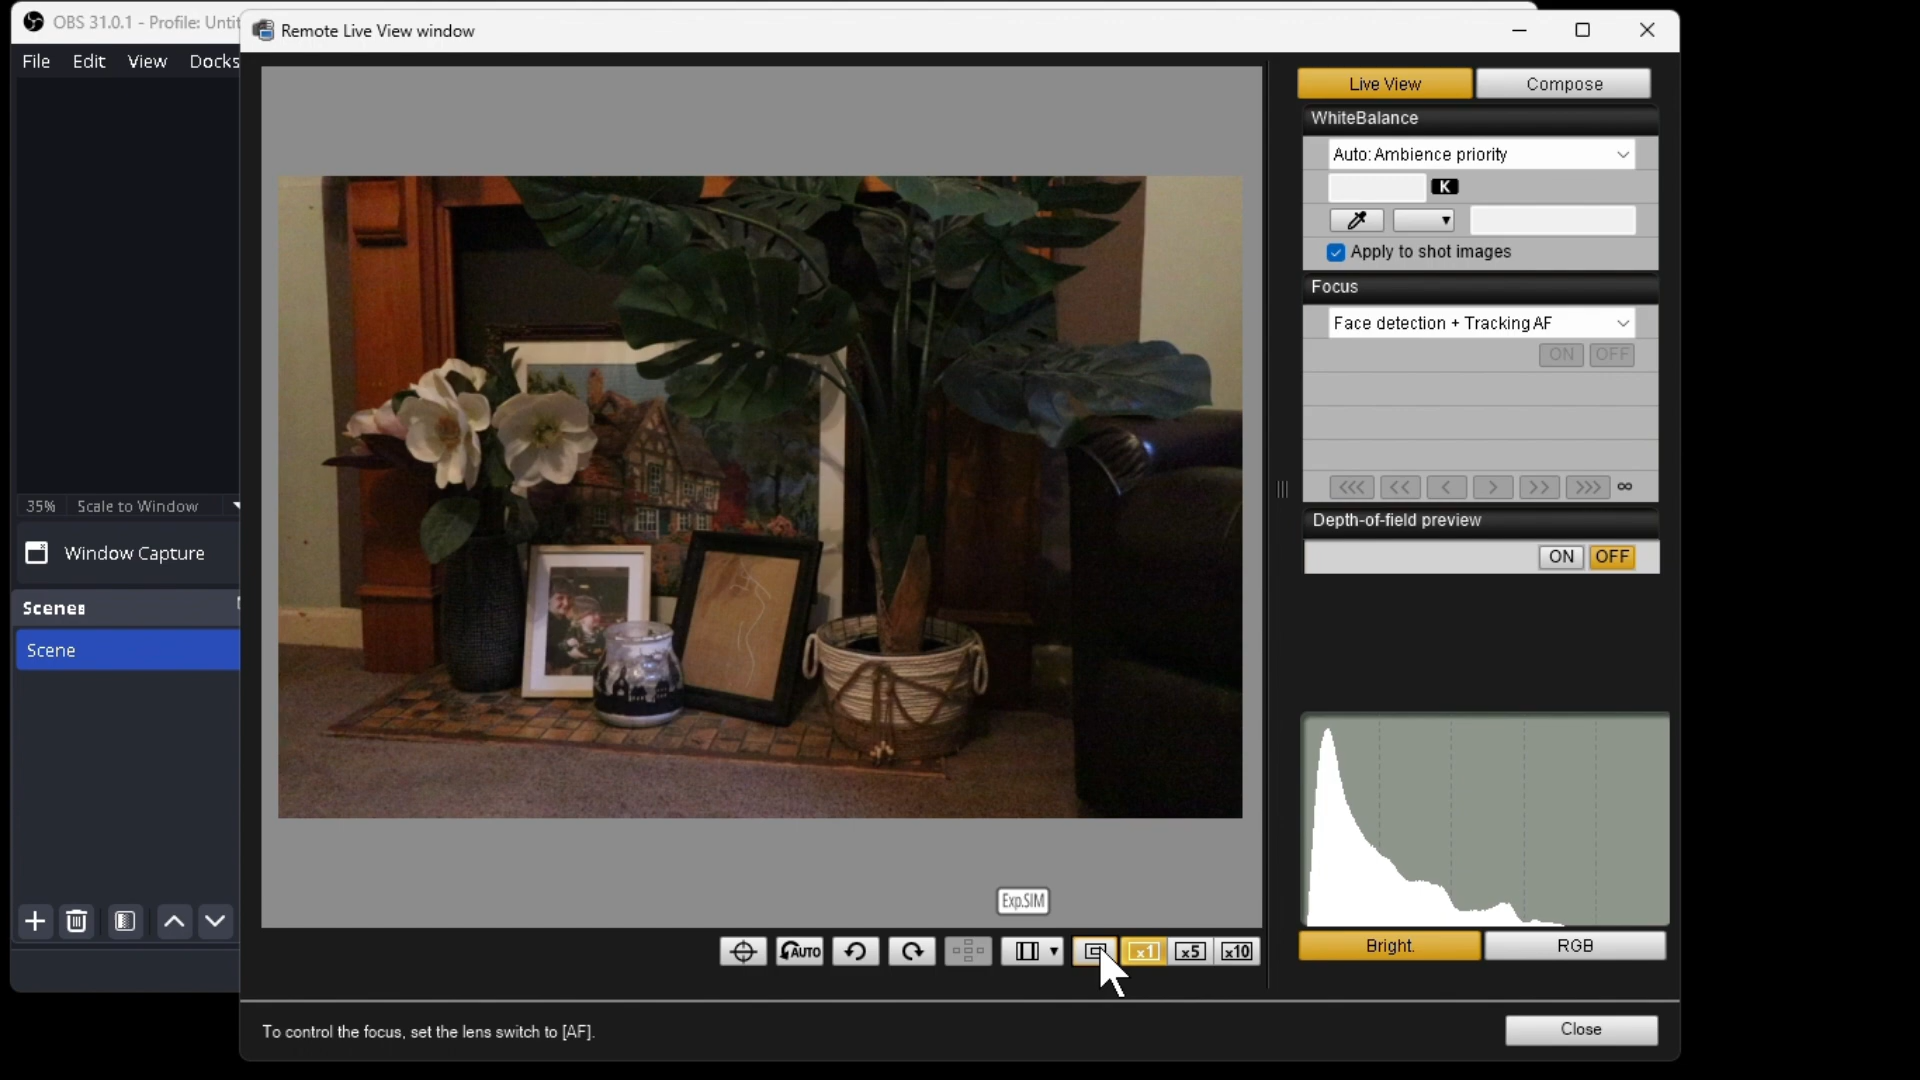 OBS 31.0.1 - Profile: Untit
Remote Live View window
File Edit View Docks
Live View Compose
WhiteBalance
Auto: Ambience priority
K
Apply to shot images
Focus
Face detection + Tracking AF
ON OFF
<<< << < > >> >>> ∞
Depth-of-field preview
ON OFF
35% Scale to Window
Window Capture
Scenes
Scene
Exp.SIM
AUTO x1 x5 x10
Bright. RGB
To control the focus, set the lens switch to [AF].
Close